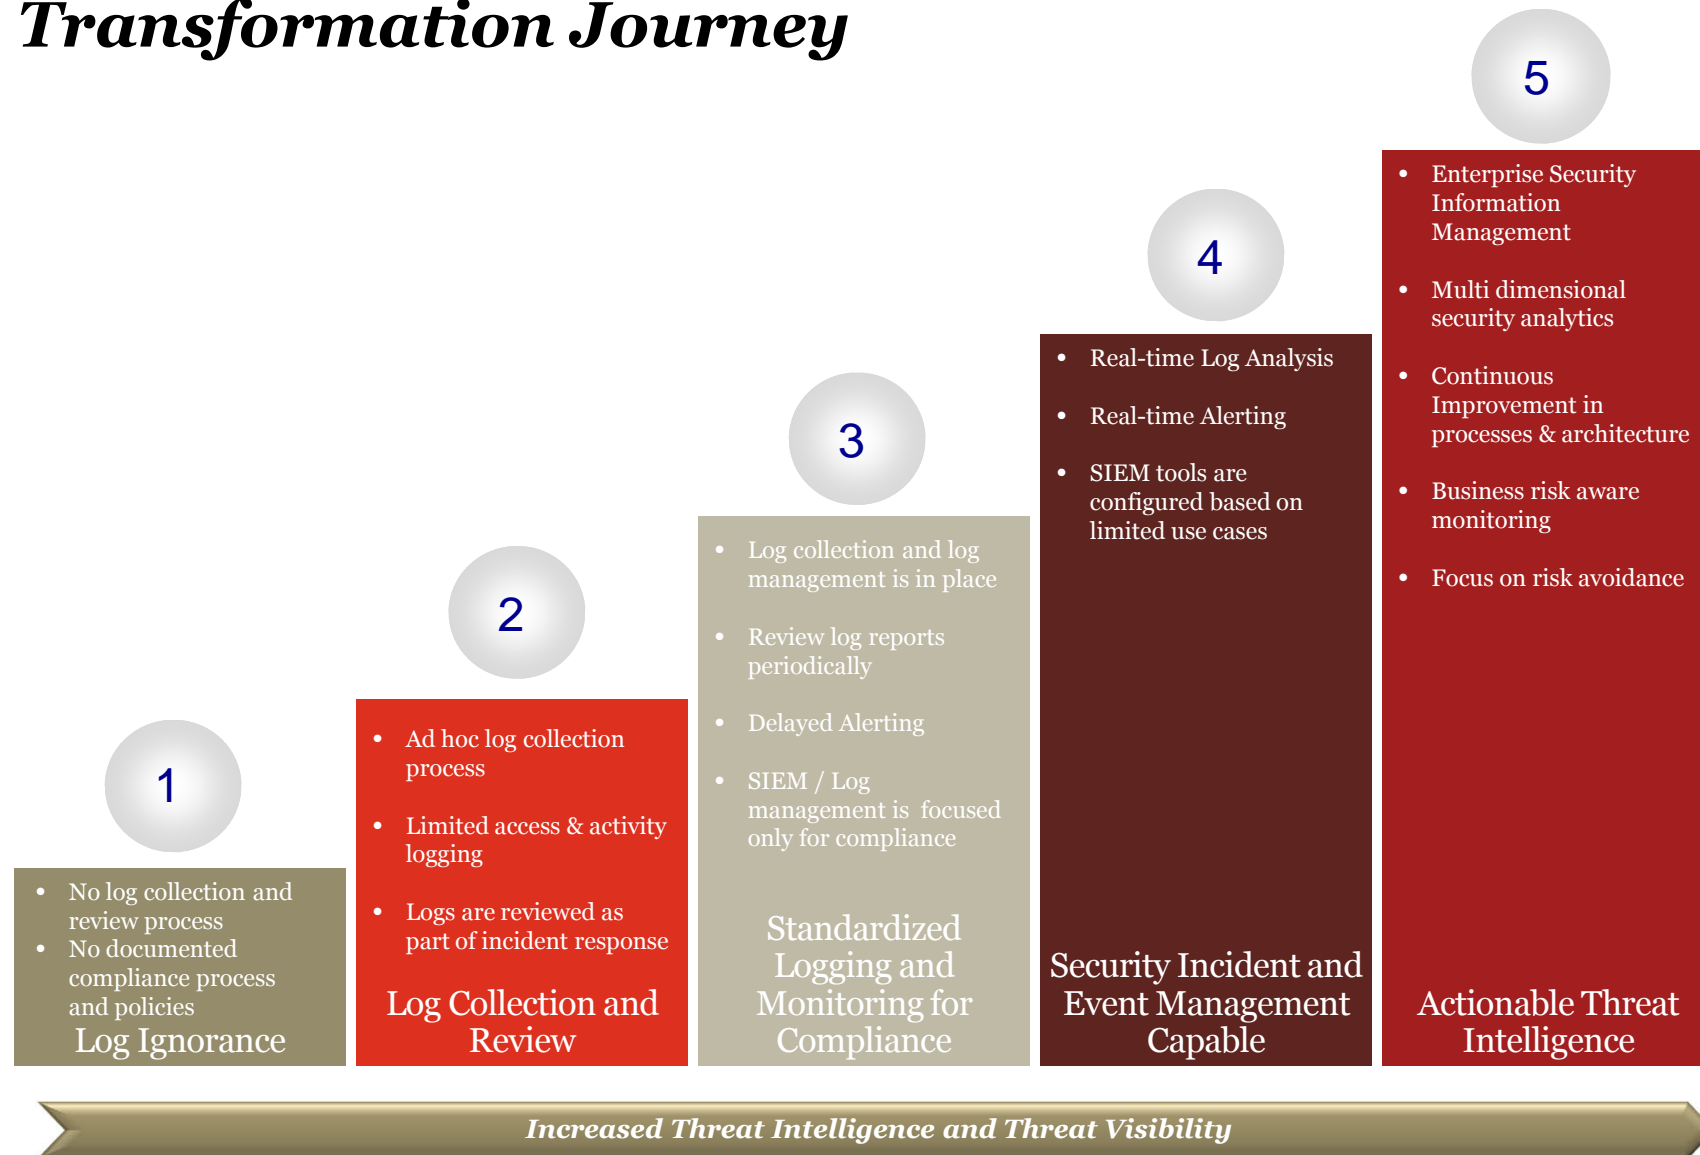 Transformation Journey
1
• No log collection and
review process
• No documented
compliance process
and policies
Log Ignorance
2
• Ad hoc log collection
process
• Limited access & activity
logging
• Logs are reviewed as
part of incident response
Log Collection and
Review
3
• Log collection and log
management is in place
• Review log reports
periodically
• Delayed Alerting
• SIEM / Log
management is focused
only for compliance
Standardized
Logging and
Monitoring for
Compliance
4
• Real-time Log Analysis
• Real-time Alerting
• SIEM tools are
configured based on
limited use cases
Security Incident and
Event Management
Capable
5
• Enterprise Security
Information
Management
• Multi dimensional
security analytics
• Continuous
Improvement in
processes & architecture
• Business risk aware
monitoring
• Focus on risk avoidance
Actionable Threat
Intelligence
Increased Threat Intelligence and Threat Visibility